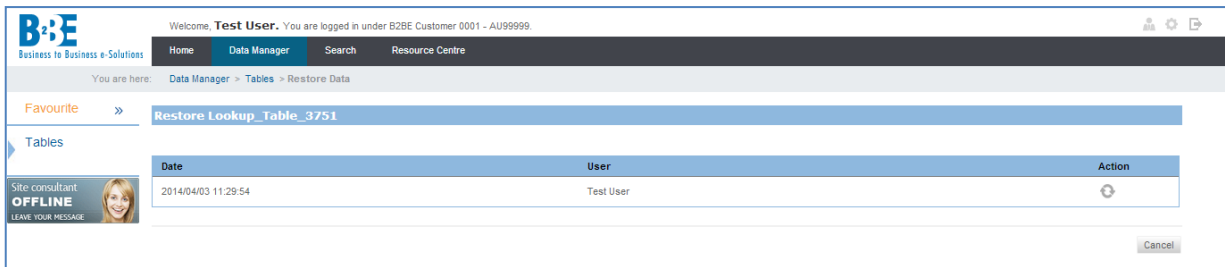 B2BE
Business to Business e-Solutions
Welcome, Test User. You are logged in under B2BE Customer 0001 - AU99999.
Home Data Manager Search Resource Centre
You are here: Data Manager > Tables > Restore Data
Favourite »
Tables
Site consultant
OFFLINE
LEAVE YOUR MESSAGE
Restore Lookup_Table_3751
Date User Action
2014/04/03 11:29:54 Test User
Cancel